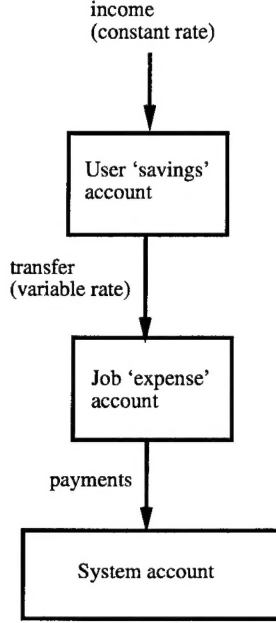 income
(constant rate)
User ‘savings’
account
transfer
(variable rate)
Job ‘expense’
account
payments
System account